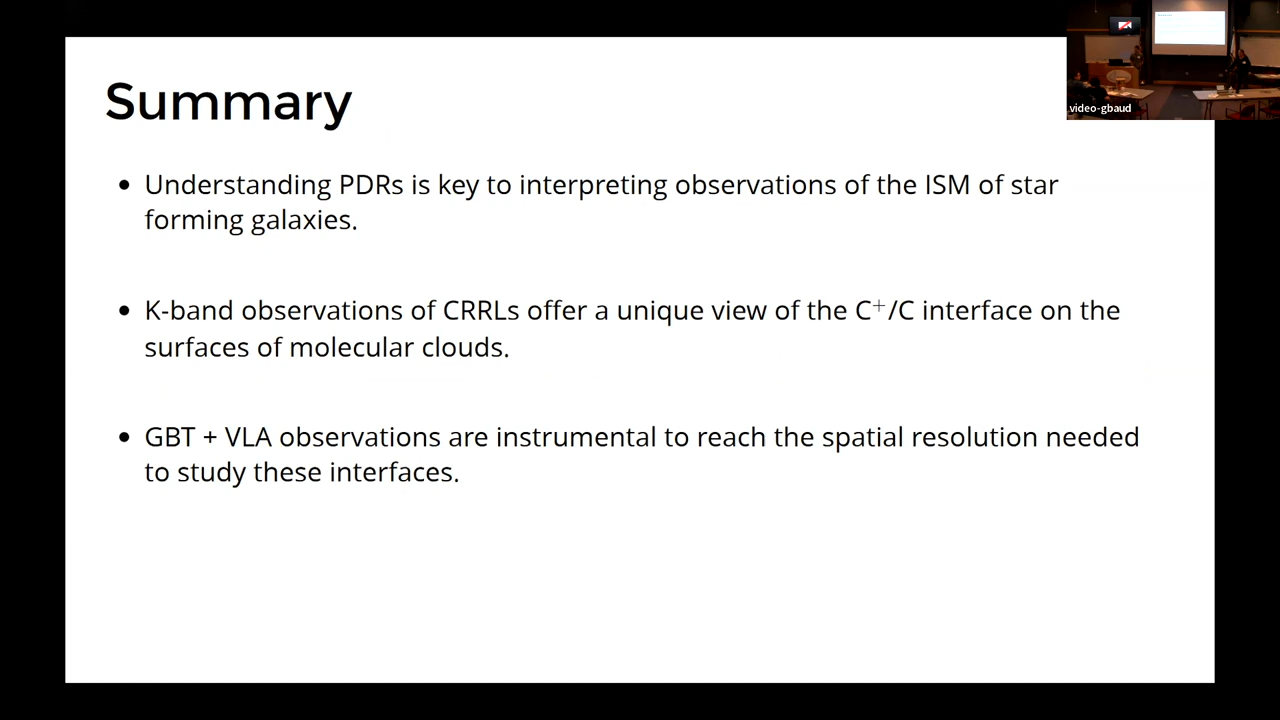 Summary
video-gbaud
• Understanding PDRs is key to interpreting observations of the ISM of star
forming galaxies.
• K-band observations of CRRLs offer a unique view of the C⁺/C interface on the
surfaces of molecular clouds.
• GBT + VLA observations are instrumental to reach the spatial resolution needed
to study these interfaces.